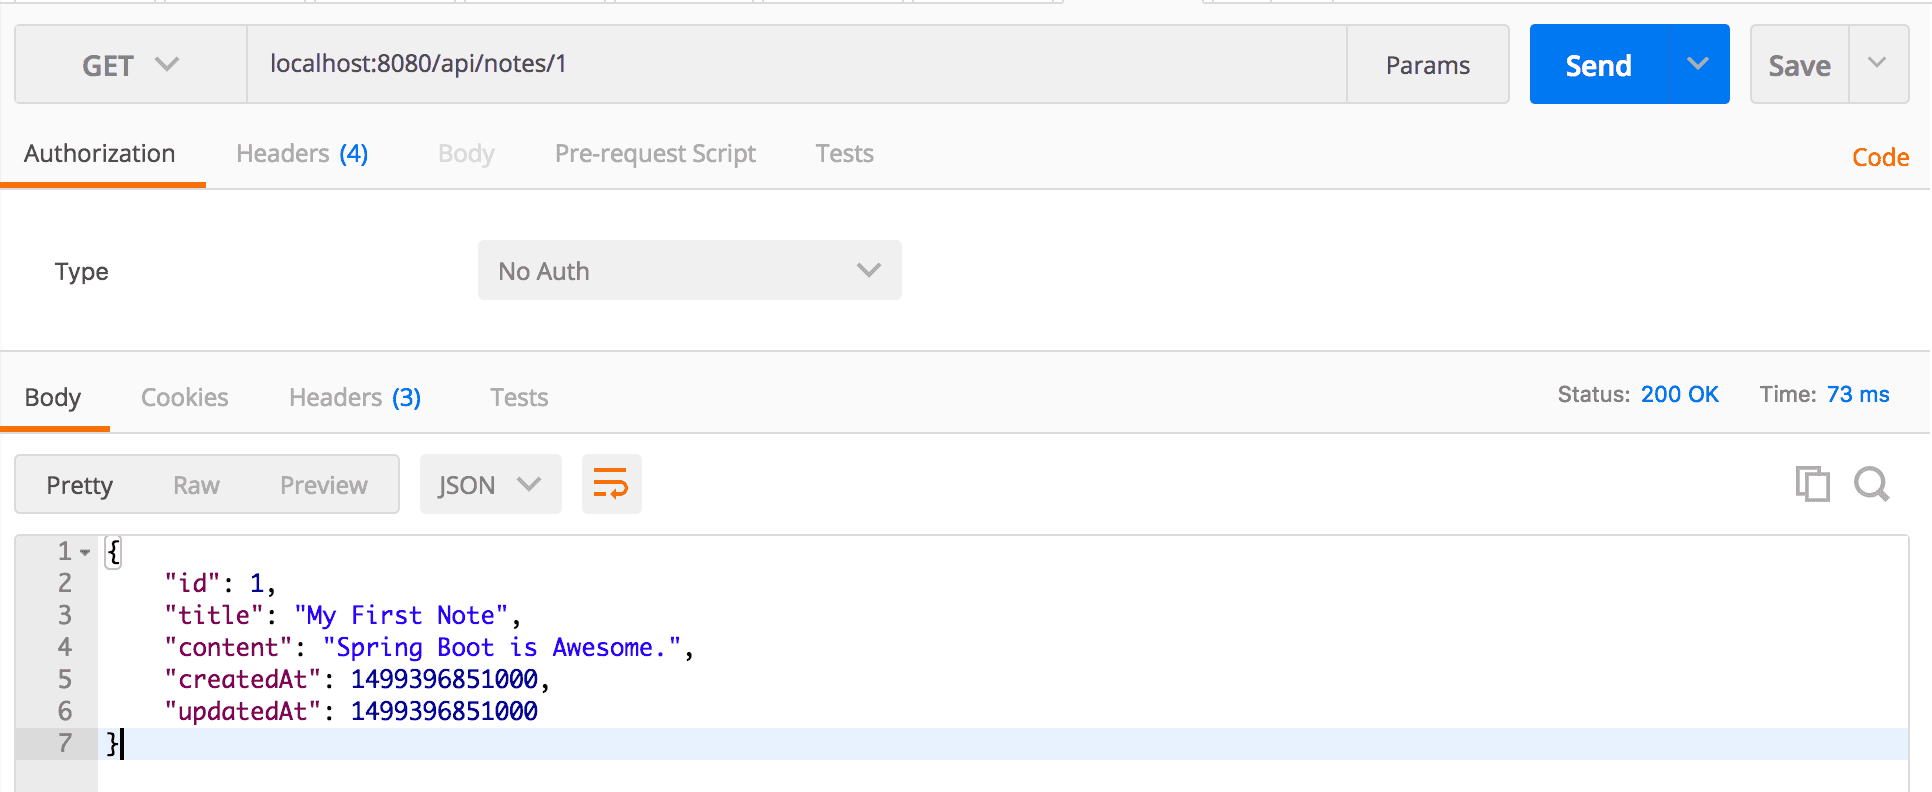 GET localhost:8080/api/notes/1 Params Send Save
Authorization Headers (4) Body Pre-request Script Tests Code
Type No Auth
Body Cookies Headers (3) Tests Status: 200 OK Time: 73 ms
Pretty Raw Preview JSON
1 {
2 "id": 1,
3 "title": "My First Note",
4 "content": "Spring Boot is Awesome.",
5 "createdAt": 1499396851000,
6 "updatedAt": 1499396851000
7 }